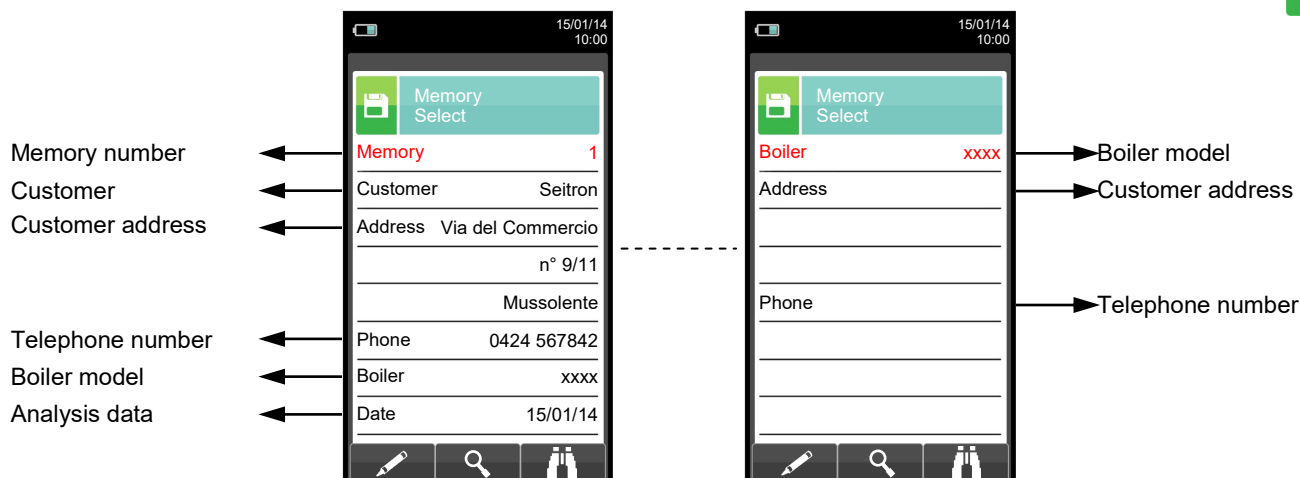 15/01/14
10:00
Memory
Select
Memory number
Memory 1
Customer
Customer Seitron
Customer address
Address Via del Commercio
n° 9/11
Mussolente
Telephone number
Phone 0424 567842
Boiler model
Boiler xxxx
Analysis data
Date 15/01/14
15/01/14
10:00
Memory
Select
Boiler xxxx
Boiler model
Address
Customer address
Phone
Telephone number